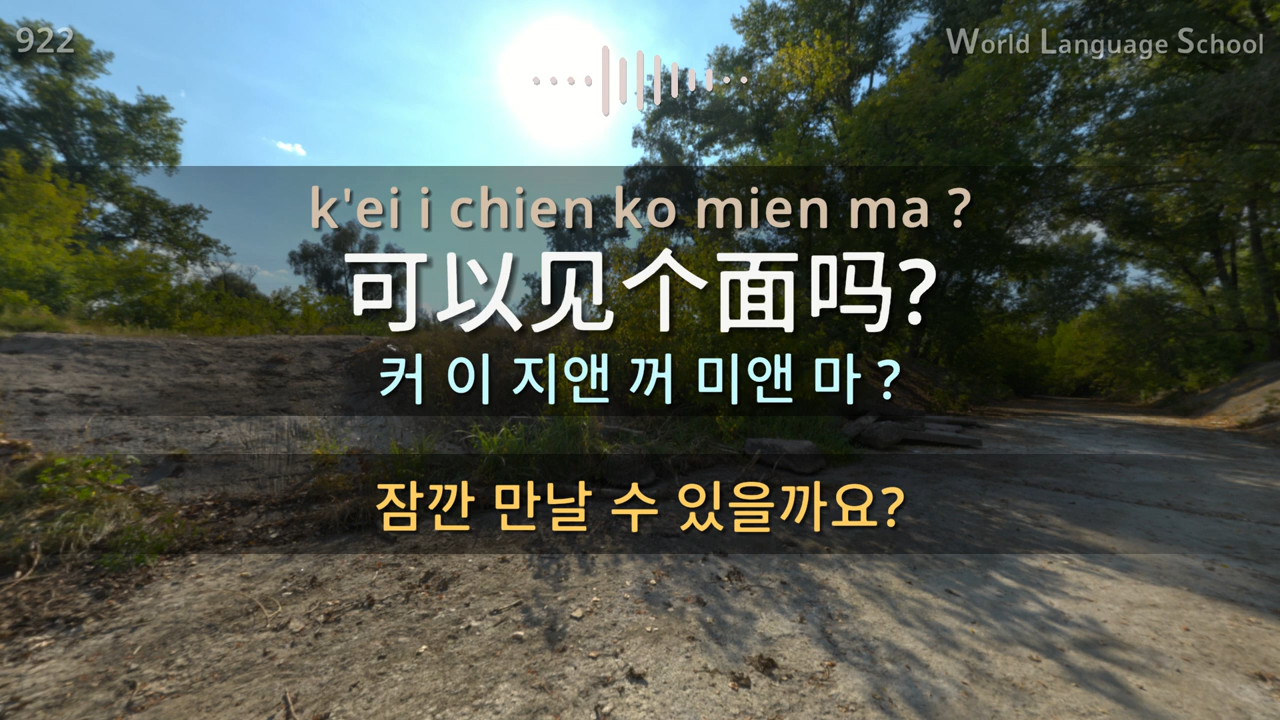 922
World Language School
k'ei i chien ko mien ma ?
可以见个面吗?
커 이 지앤 꺼 미앤 마 ?
잠깐 만날 수 있을까요?